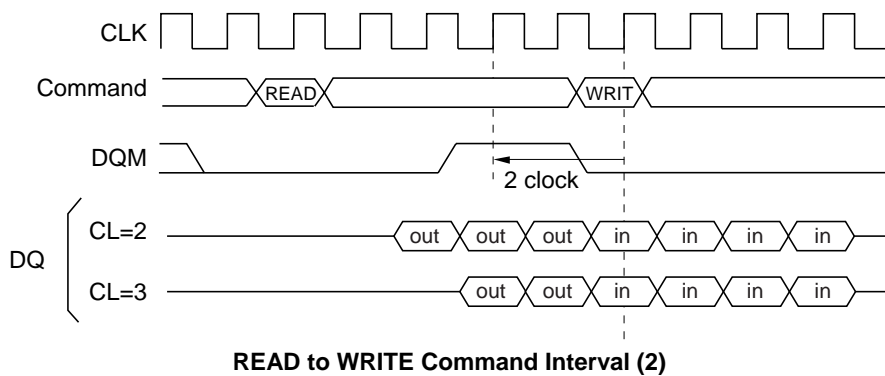 CLK
Command
READ
WRIT
DQM
2 clock
DQ
CL=2
out out out in in in in
CL=3
out out in in in in
READ to WRITE Command Interval (2)